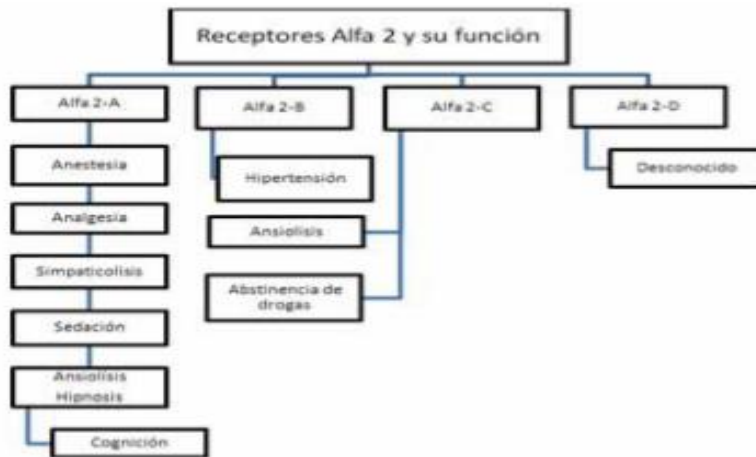 Receptores Alfa 2 y su función
Alfa 2-A
Alfa 2-B
Alfa 2-C
Alfa 2-D
Anestesia
Analgesia
Simpaticolisis
Sedación
Ansiolísis
Hipnosis
Cognición
Hipertensión
Ansiolisis
Abstinencia de
drogas
Desconocido